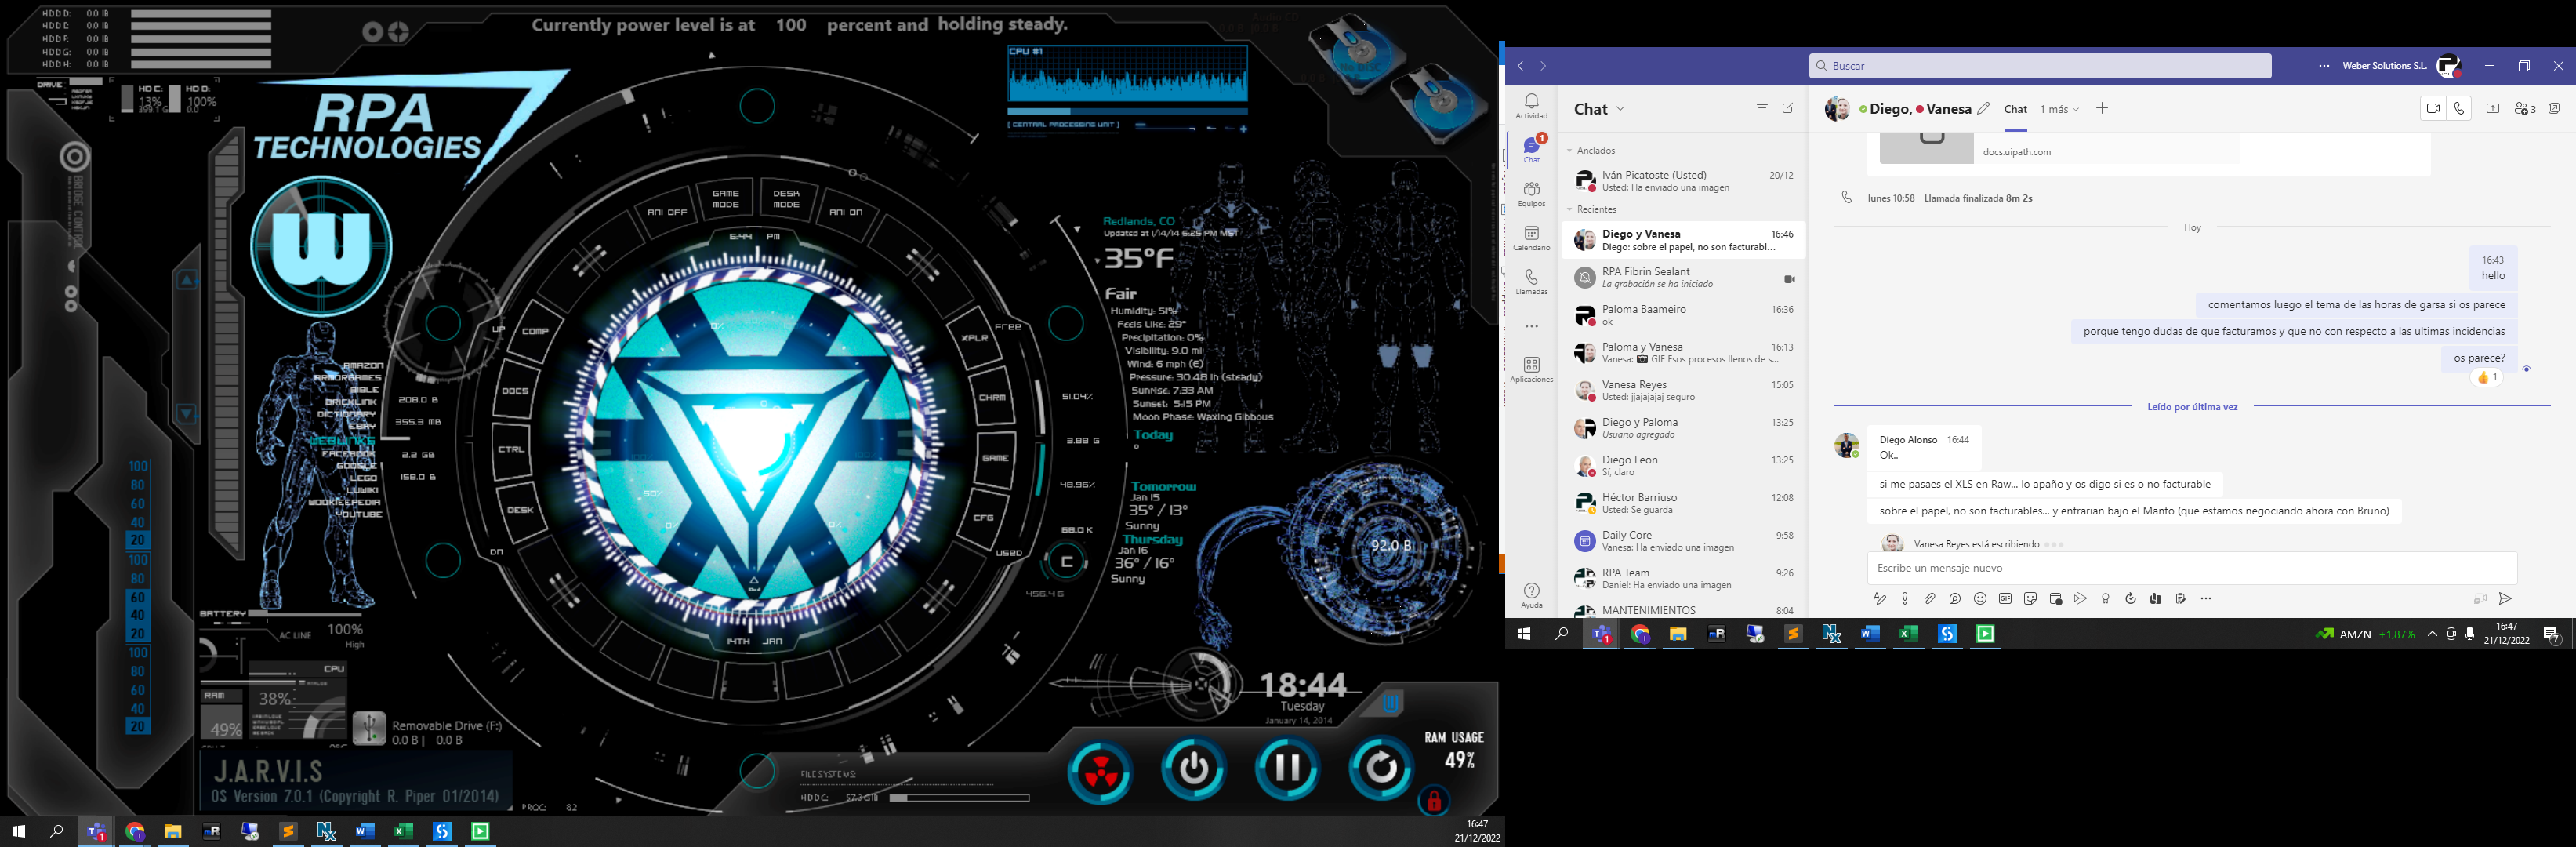 HDD D: 0.0 B
HDD E: 0.0 B
HDD F: 0.0 B
HDD G: 0.0 B
HDD H: 0.0 B
Currently power level is at 100 percent and holding steady.
DRIVE
HD C: HD D:
13% 100%
399.1 G 0.0
RPA
TECHNOLOGIES
W
BRIDGE CONTROL
CPU #1
[ CENTRAL PROCESSING UNIT ]
No DISC
GAME MODE
DESK MODE
ANI OFF
ANI ON
6:44 PM
UP
COMP
DOCS
CTRL
DESK
DN
Free
XPLR
CHRM
GAME
CFG
USED
14TH JAN
Redlands, CO
Updated at 1/14/14 6:25 PM MST
35°F
Fair
Humidity: 51%
Feels Like: 29°
Precipitation: 0%
Visibility: 9.0 mi
Wind: 6 mph (E)
Pressure: 30.48 in (steady)
Sunrise: 7:33 AM
Sunset: 5:15 PM
Moon Phase: Waxing Gibbous
Today
°
Tomorrow
Jan 15
35° / 13°
Sunny
Thursday
Jan 16
36° / 16°
Sunny
AMAZON
ARMORGAMES
BIBLE
BRICKLINK
DICTIONARY
EBAY
WEBLINKS
FACEBOOK
GOOGLE
LEGO
LUWIKI
WOOKIEEPEDIA
YOUTUBE
208.0 B
355.3 MB
2.2 GB
158.0 B
51.04%
3.88 G
48.96%
68.0 K
C
456.4 G
92.0 B
100
80
60
40
20
100
80
60
40
20
100
80
60
40
20
BATTERY
AC LINE 100%
High
CPU
38%
RAM
49%
Removable Drive (F:)
0.0 B | 0.0 B
J.A.R.V.I.S
OS Version 7.0.1 (Copyright R. Piper 01/2014)
PROC: 82
FILESYSTEMS
HDD C: 57.3 GIB
18:44
Tuesday
January 14, 2014
RAM USAGE
49%
16:47
21/12/2022
Buscar
Weber Solutions S.L.
Actividad
Chat
Equipos
Calendario
Llamadas
Aplicaciones
Ayuda
Chat
Anclados
Iván Picatoste (Usted) 20/12
Usted: Ha enviado una imagen
Recientes
Diego y Vanesa 16:46
Diego: sobre el papel, no son facturabl...
RPA Fibrin Sealant
La grabación se ha iniciado
Paloma Baameiro 16:36
ok
Paloma y Vanesa 16:13
Vanesa: GIF Esos procesos llenos de s...
Vanesa Reyes 15:05
Usted: jjajajajaj seguro
Diego y Paloma 13:25
Usuario agregado
Diego Leon 13:25
Sí, claro
Héctor Barriuso 12:08
Usted: Se guarda
Daily Core 9:58
Vanesa: Ha enviado una imagen
RPA Team 9:26
Daniel: Ha enviado una imagen
MANTENIMIENTOS 8:04
Diego, Vanesa Chat 1 más
3
docs.uipath.com
lunes 10:58 Llamada finalizada 8m 2s
Hoy
16:43
hello
comentamos luego el tema de las horas de garsa si os parece
porque tengo dudas de que facturamos y que no con respecto a las ultimas incidencias
os parece?
1
Leído por última vez
Diego Alonso 16:44
Ok..
si me pasaes el XLS en Raw... lo apaño y os digo si es o no facturable
sobre el papel, no son facturables... y entrarian bajo el Manto (que estamos negociando ahora con Bruno)
Vanesa Reyes está escribiendo
Escribe un mensaje nuevo
AMZN +1,87%
16:47
21/12/2022